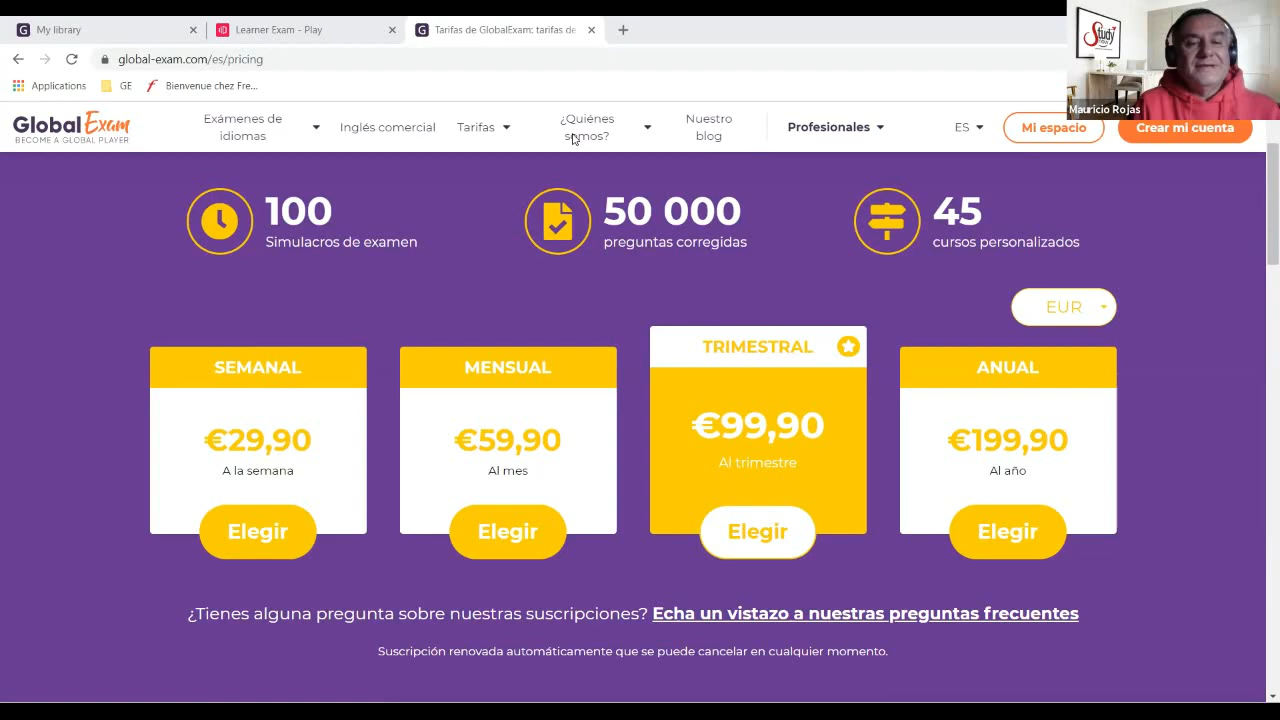 My library
Learner Exam - Play
Tarifas de GlobalExam: tarifas de
global-exam.com/es/pricing
Applications
GE
Bienvenue chez Fre...
Study
Mauricio Rojas
Global Exam
BECOME A GLOBAL PLAYER
Exámenes de
idiomas
Inglés comercial
Tarifas
¿Quiénes
somos?
Nuestro
blog
Profesionales
ES
Mi espacio
Crear mi cuenta
100
Simulacros de examen
50 000
preguntas corregidas
45
cursos personalizados
EUR
SEMANAL
€29,90
A la semana
Elegir
MENSUAL
€59,90
Al mes
Elegir
TRIMESTRAL
€99,90
Al trimestre
Elegir
ANUAL
€199,90
Al año
Elegir
¿Tienes alguna pregunta sobre nuestras suscripciones? Echa un vistazo a nuestras preguntas frecuentes
Suscripción renovada automáticamente que se puede cancelar en cualquier momento.